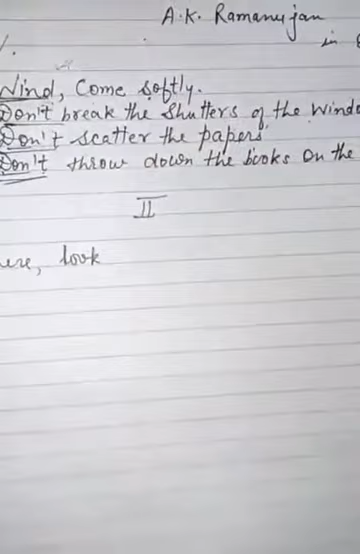 A.K. Ramanujan
in
Wind, Come softly.
Don't break the Shutters of the Windo
Don't scatter the papers
Don't throw down the books on the
II
ere, look